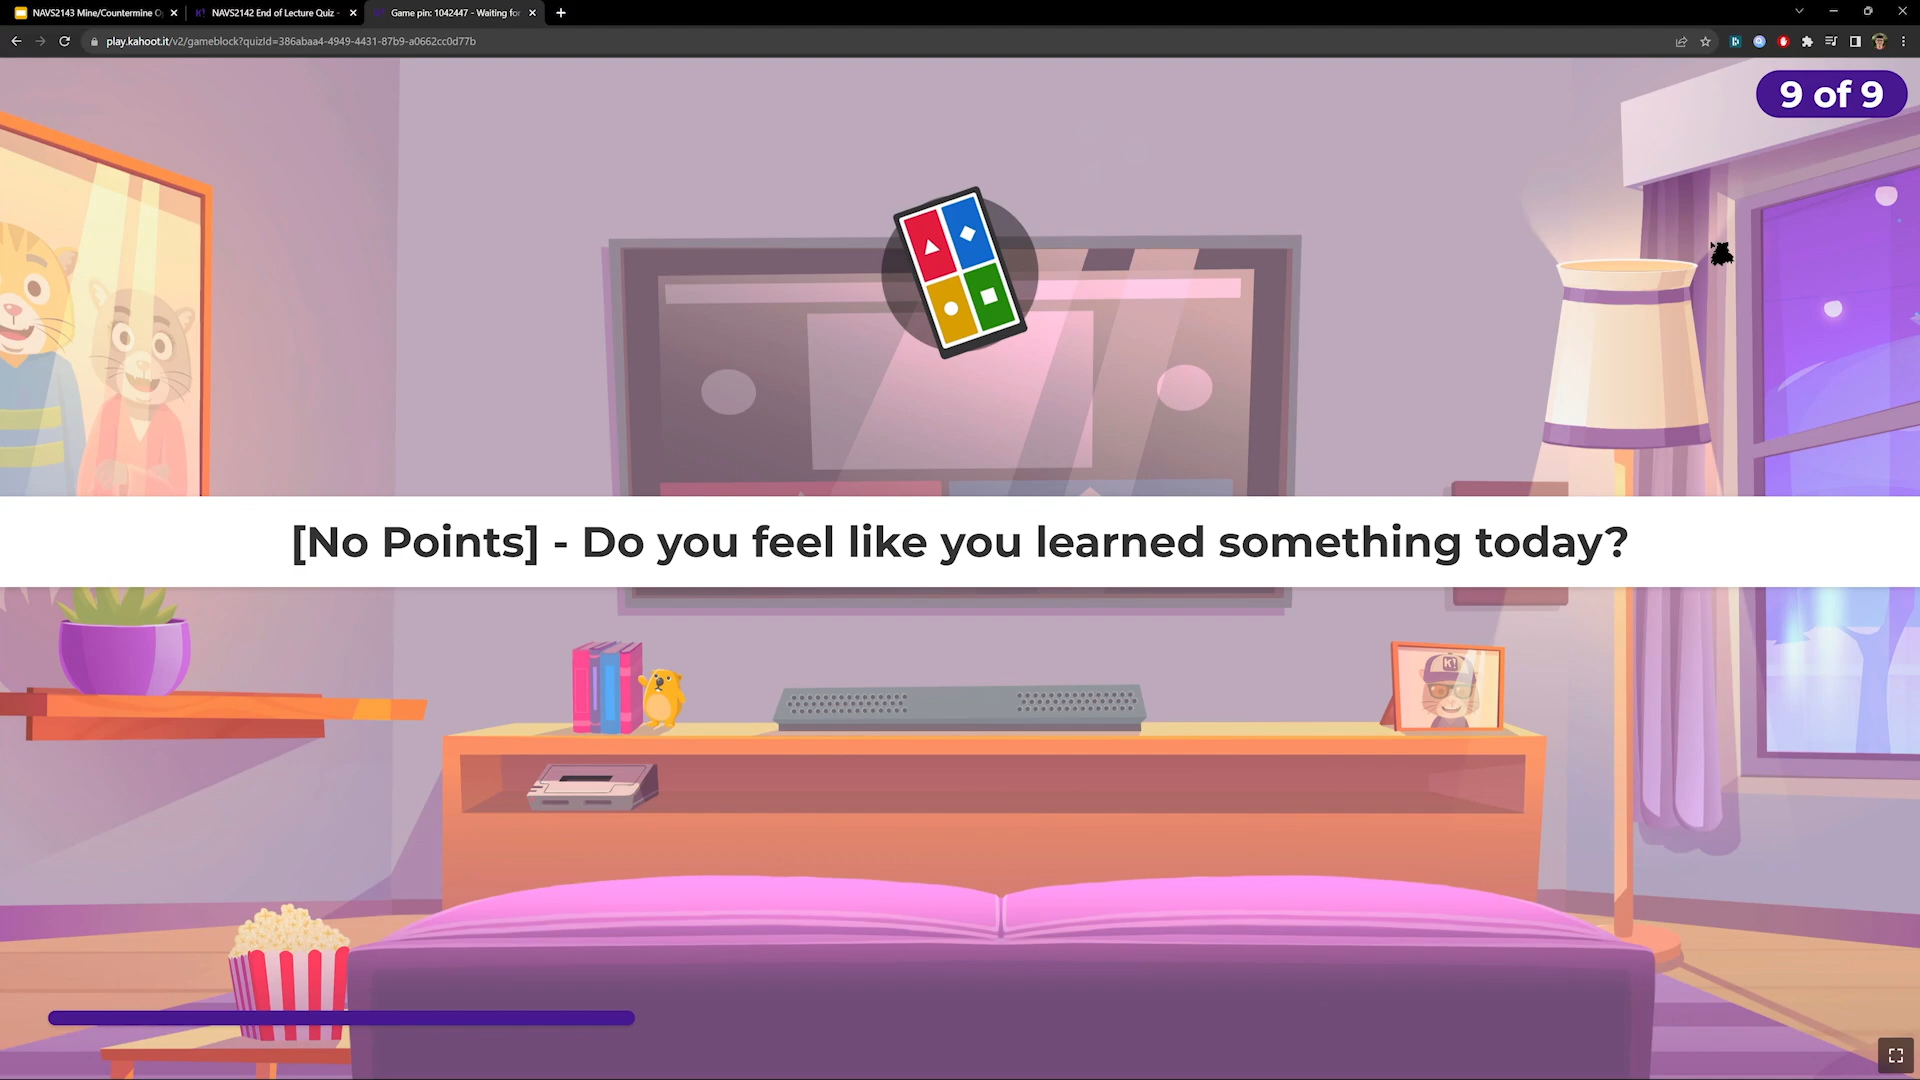 NAVS2143 Mine/Countermine O
NAVS2142 End of Lecture Quiz -
Game pin: 1042447 - Waiting for
play.kahoot.it/v2/gameblock?quizId=386abaa4-4949-4431-87b9-a0662cc0d77b
9 of 9
[No Points] - Do you feel like you learned something today?
K!